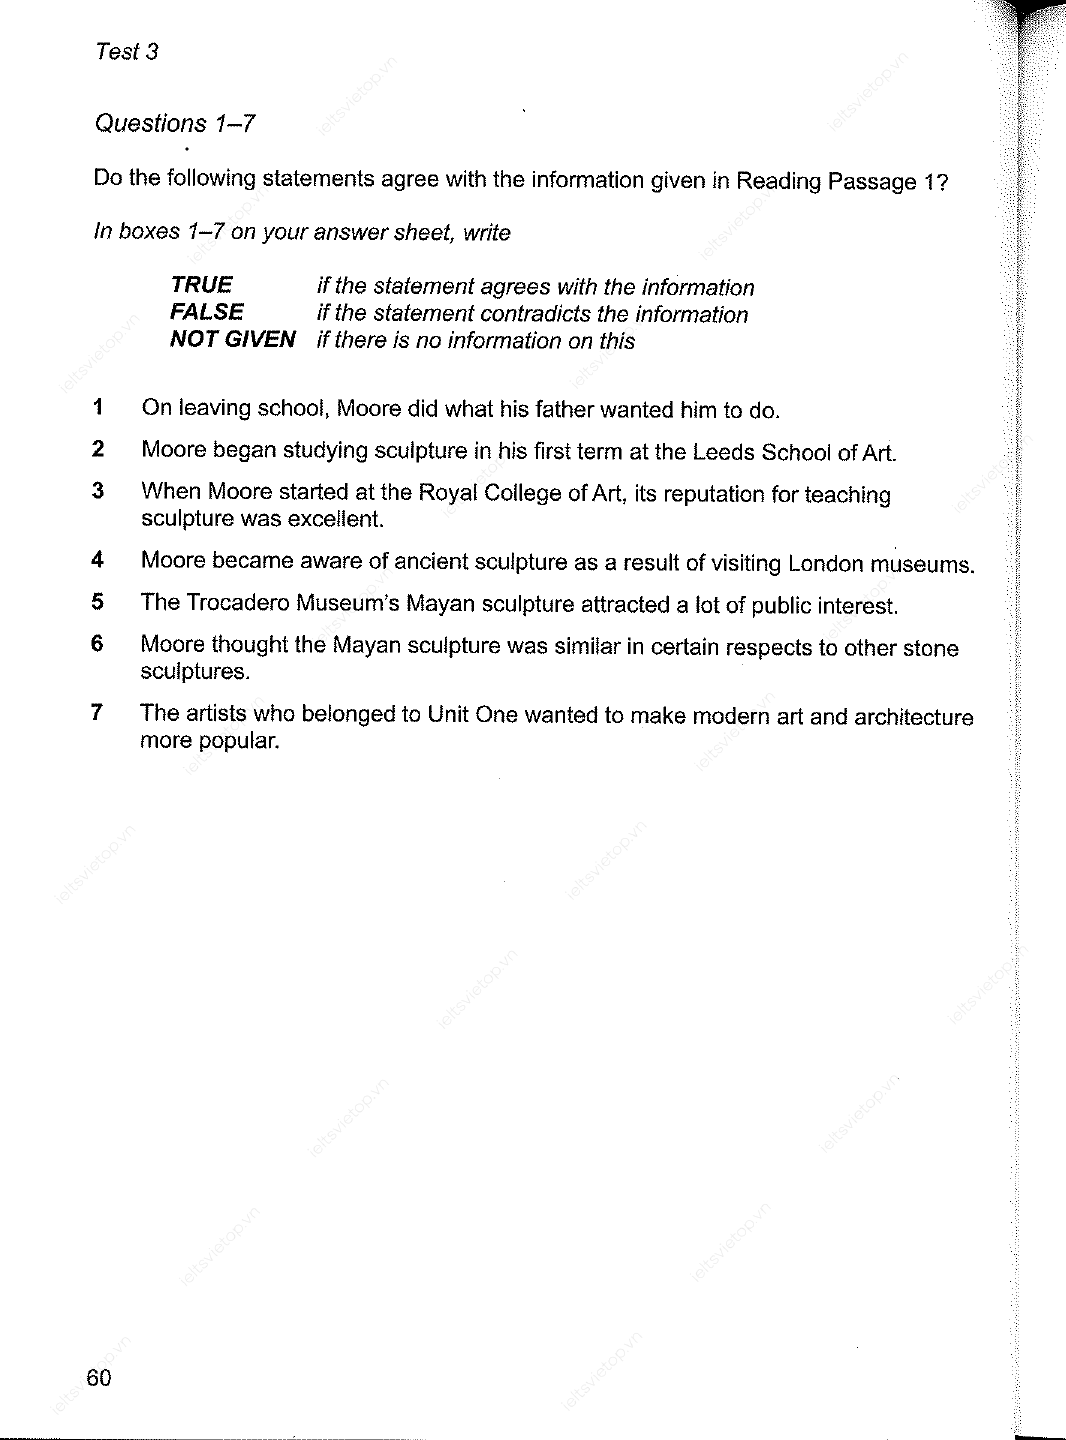 Test 3
Questions 1–7
Do the following statements agree with the information given in Reading Passage 1?
In boxes 1–7 on your answer sheet, write
TRUE if the statement agrees with the information
FALSE if the statement contradicts the information
NOT GIVEN if there is no information on this
1 On leaving school, Moore did what his father wanted him to do.
2 Moore began studying sculpture in his first term at the Leeds School of Art.
3 When Moore started at the Royal College of Art, its reputation for teaching
sculpture was excellent.
4 Moore became aware of ancient sculpture as a result of visiting London museums.
5 The Trocadero Museum's Mayan sculpture attracted a lot of public interest.
6 Moore thought the Mayan sculpture was similar in certain respects to other stone
sculptures.
7 The artists who belonged to Unit One wanted to make modern art and architecture
more popular.
60
ieltsvietop.vn